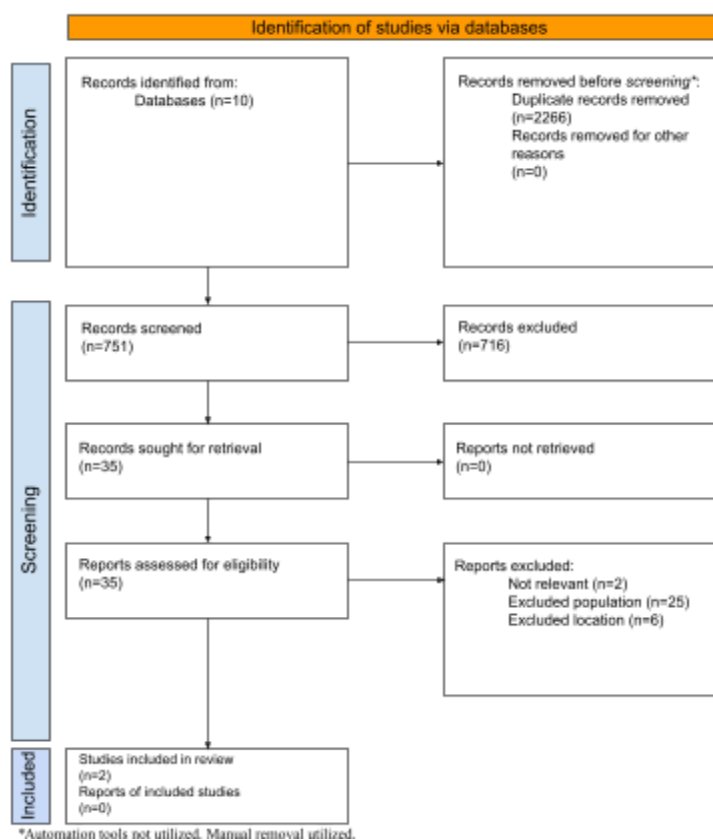 Identification of studies via databases
Identification
Records identified from:
Databases (n=10)
Records removed before screening*:
Duplicate records removed
(n=2266)
Records removed for other
reasons
(n=0)
Screening
Records screened
(n=751)
Records excluded
(n=716)
Records sought for retrieval
(n=35)
Reports not retrieved
(n=0)
Reports assessed for eligibility
(n=35)
Reports excluded:
Not relevant (n=2)
Excluded population (n=25)
Excluded location (n=6)
Included
Studies included in review
(n=2)
Reports of included studies
(n=0)
*Automation tools not utilized. Manual removal utilized.